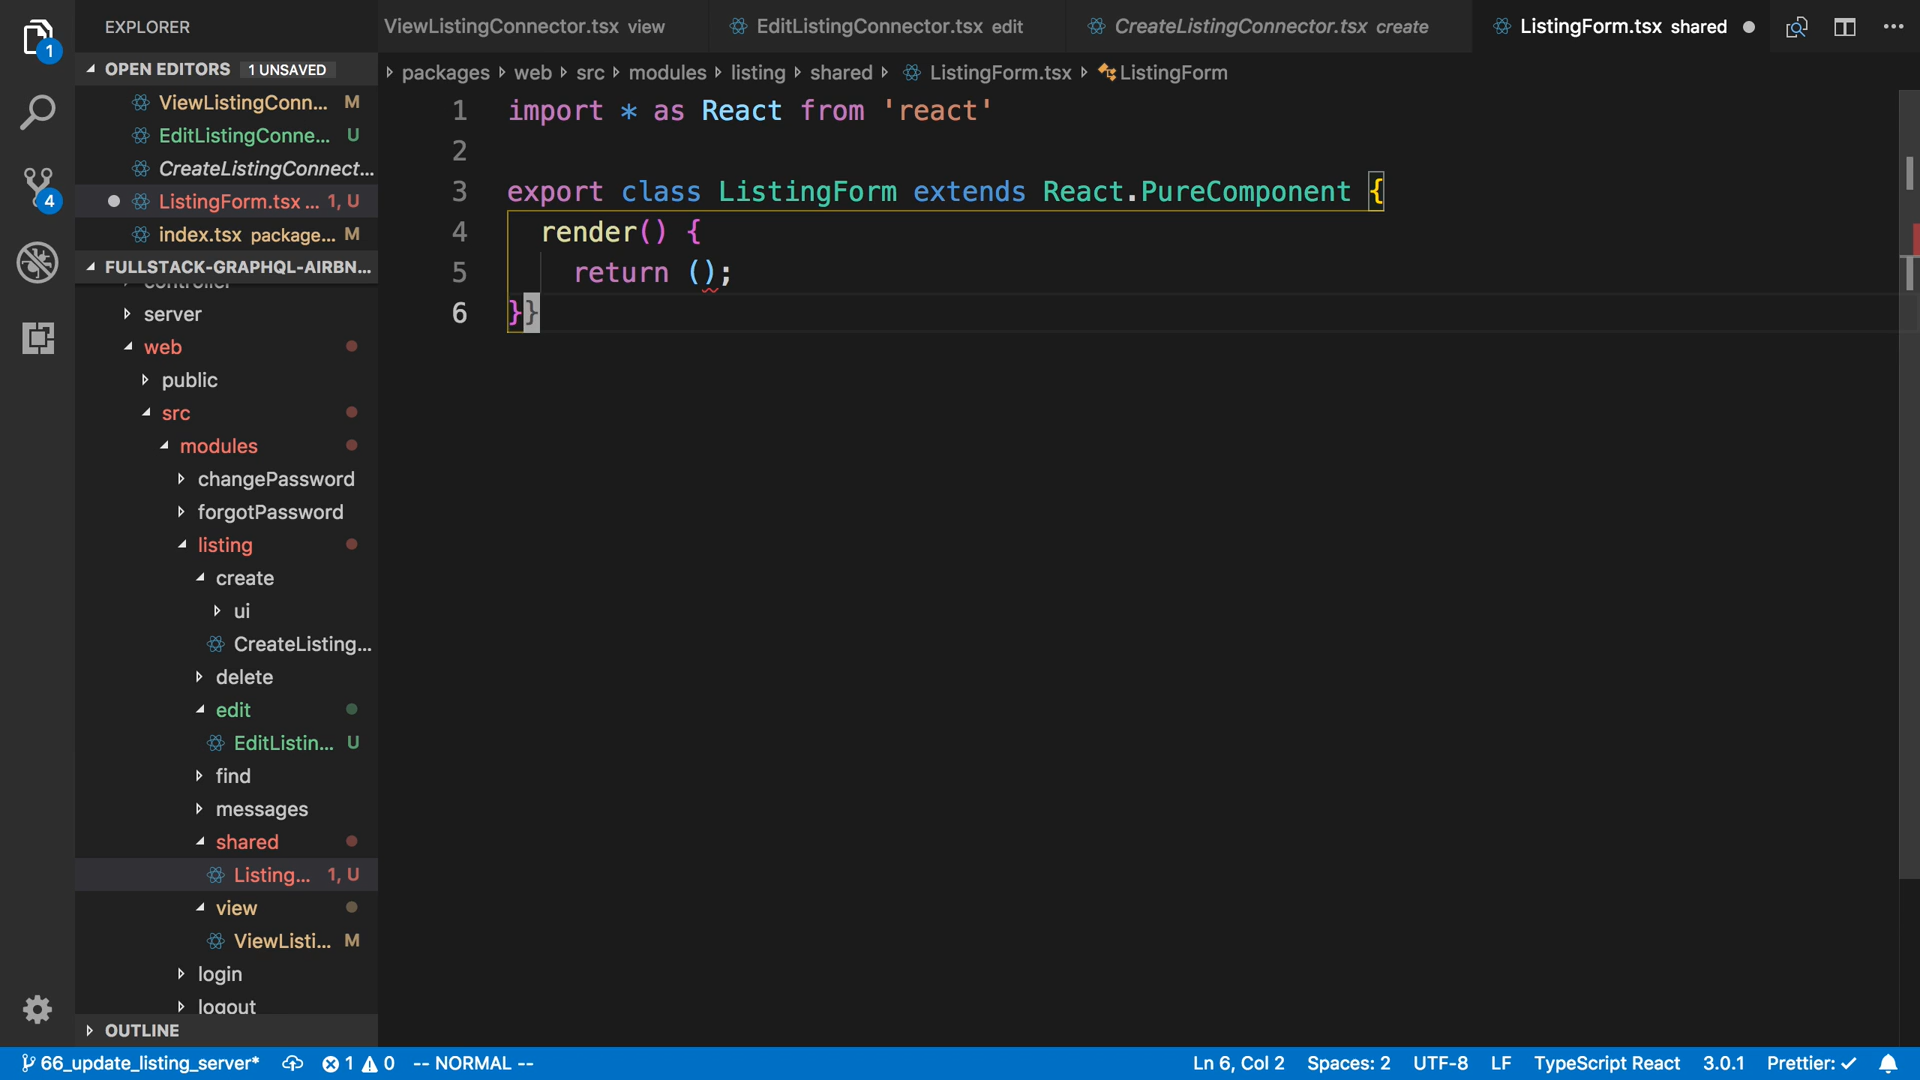 EXPLORER
ViewListingConnector.tsx view
EditListingConnector.tsx edit
CreateListingConnector.tsx create
ListingForm.tsx shared
packages web src modules listing shared ListingForm.tsx ListingForm
1
4
OPEN EDITORS 1 UNSAVED
ViewListingConn... M
EditListingConne... U
CreateListingConnect...
ListingForm.tsx ... 1, U
index.tsx package... M
FULLSTACK-GRAPHQL-AIRBN...
controller
server
web
public
src
modules
changePassword
forgotPassword
listing
create
ui
CreateListing...
delete
edit
EditListin... U
find
messages
shared
Listing... 1, U
view
ViewListi... M
login
logout
OUTLINE
1 import * as React from 'react'
2
3 export class ListingForm extends React.PureComponent {
4 render() {
5 return ();
6 }}
66_update_listing_server* 1 0 -- NORMAL -- Ln 6, Col 2 Spaces: 2 UTF-8 LF TypeScript React 3.0.1 Prettier: ✓